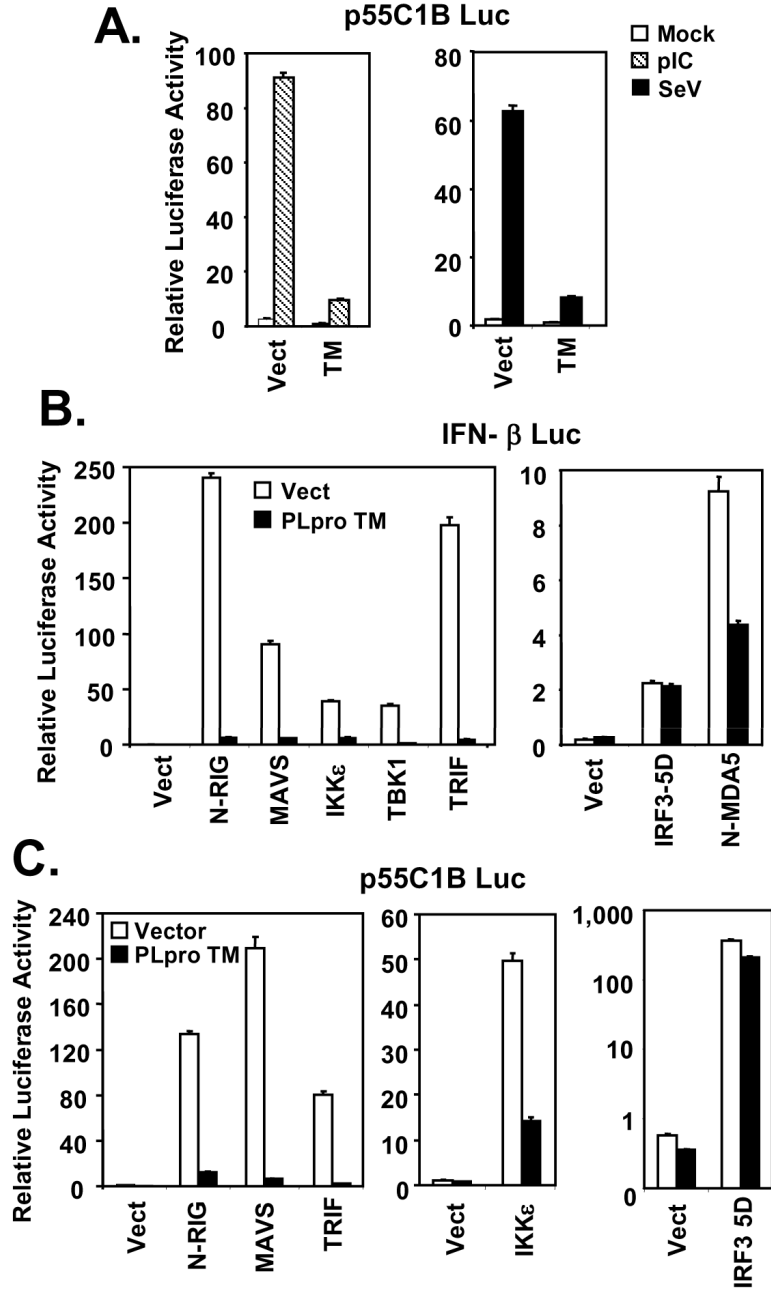 A.
p55C1B Luc
Mock
pIC
SeV
Relative Luciferase Activity
100
80
60
40
20
0
Vect
TM
80
60
40
20
0
Vect
TM
B.
IFN- β Luc
Relative Luciferase Activity
250
200
150
100
50
0
Vect
PLpro TM
Vect
N-RIG
MAVS
IKKε
TBK1
TRIF
10
8
6
4
2
0
Vect
IRF3-5D
N-MDA5
C.
p55C1B Luc
Relative Luciferase Activity
240
200
160
120
80
40
0
Vector
PLpro TM
Vect
N-RIG
MAVS
TRIF
60
50
40
30
20
10
0
Vect
IKKε
1,000
100
10
1
0
Vect
IRF3 5D